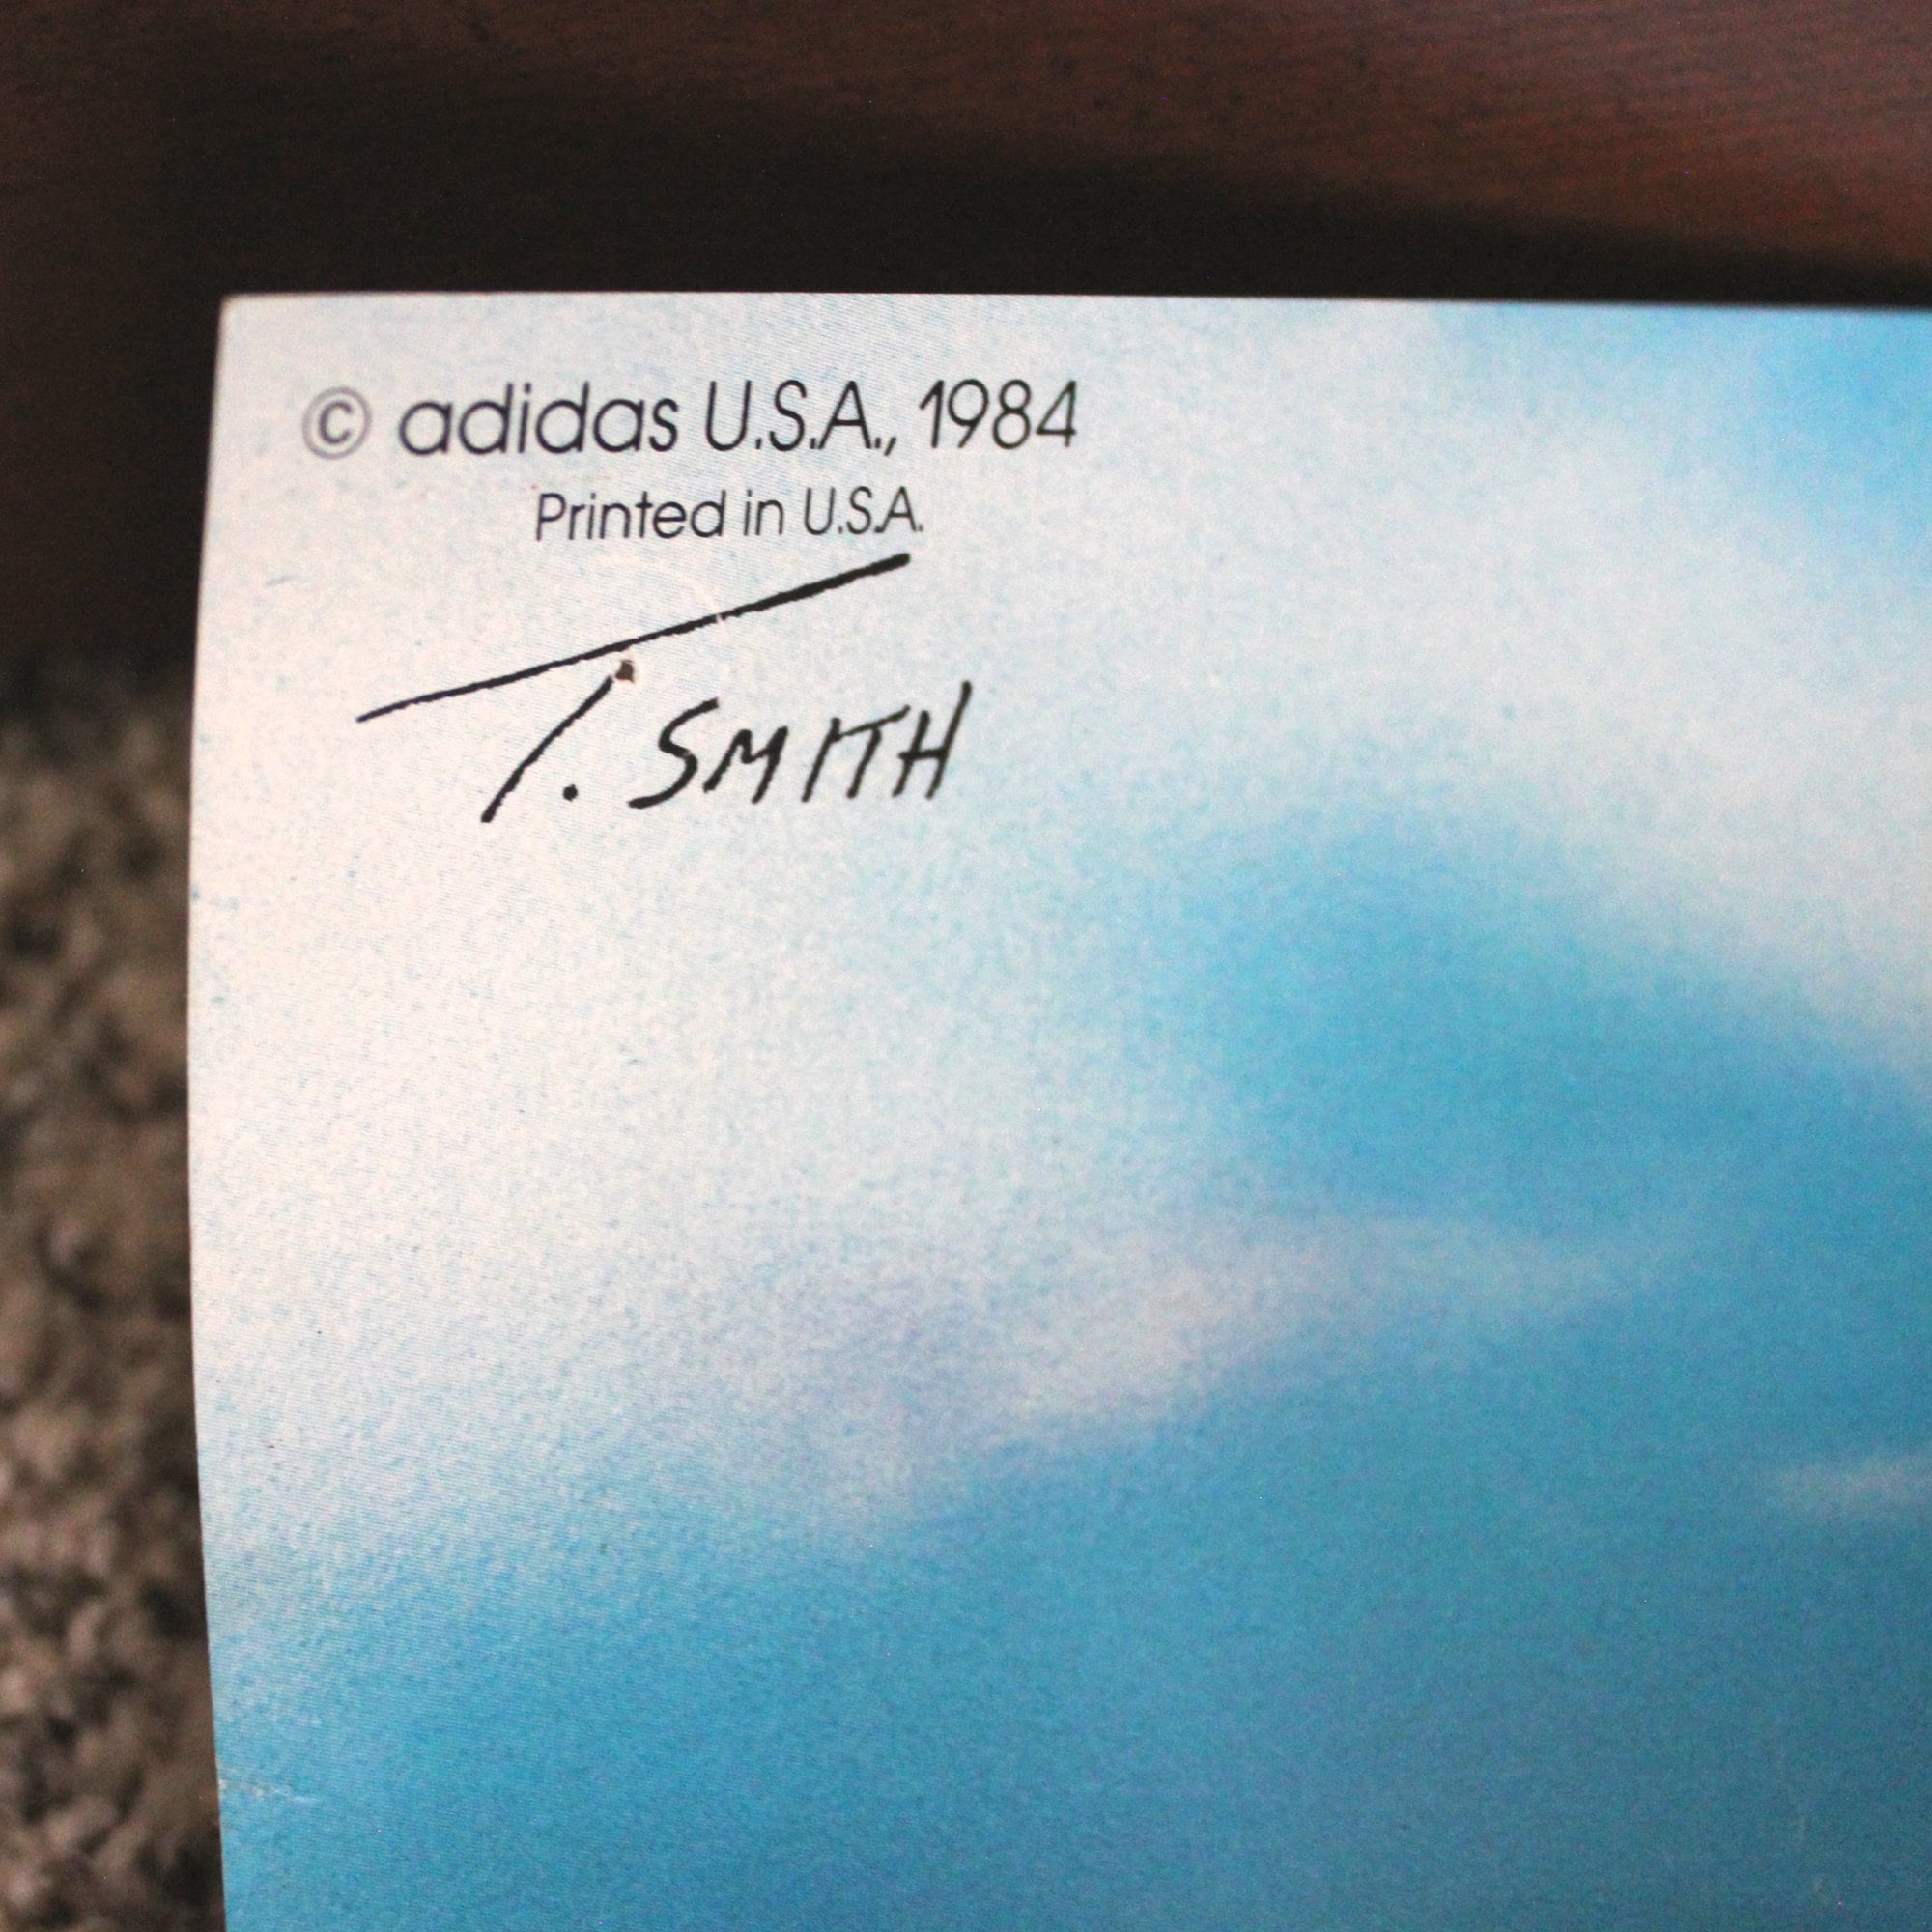 © adidas U.S.A., 1984
Printed in U.S.A.
T. SMITH